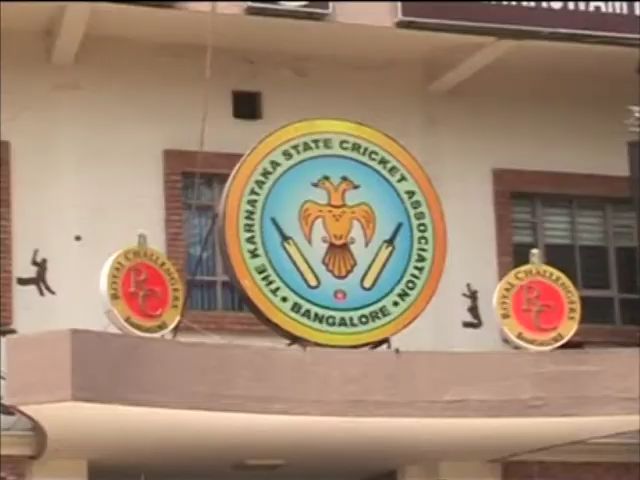 THE KARNATAKA STATE CRICKET ASSOCIATION
• BANGALORE •
ROYAL CHALLENGERS
RC
ROYAL CHALLENGERS
RC